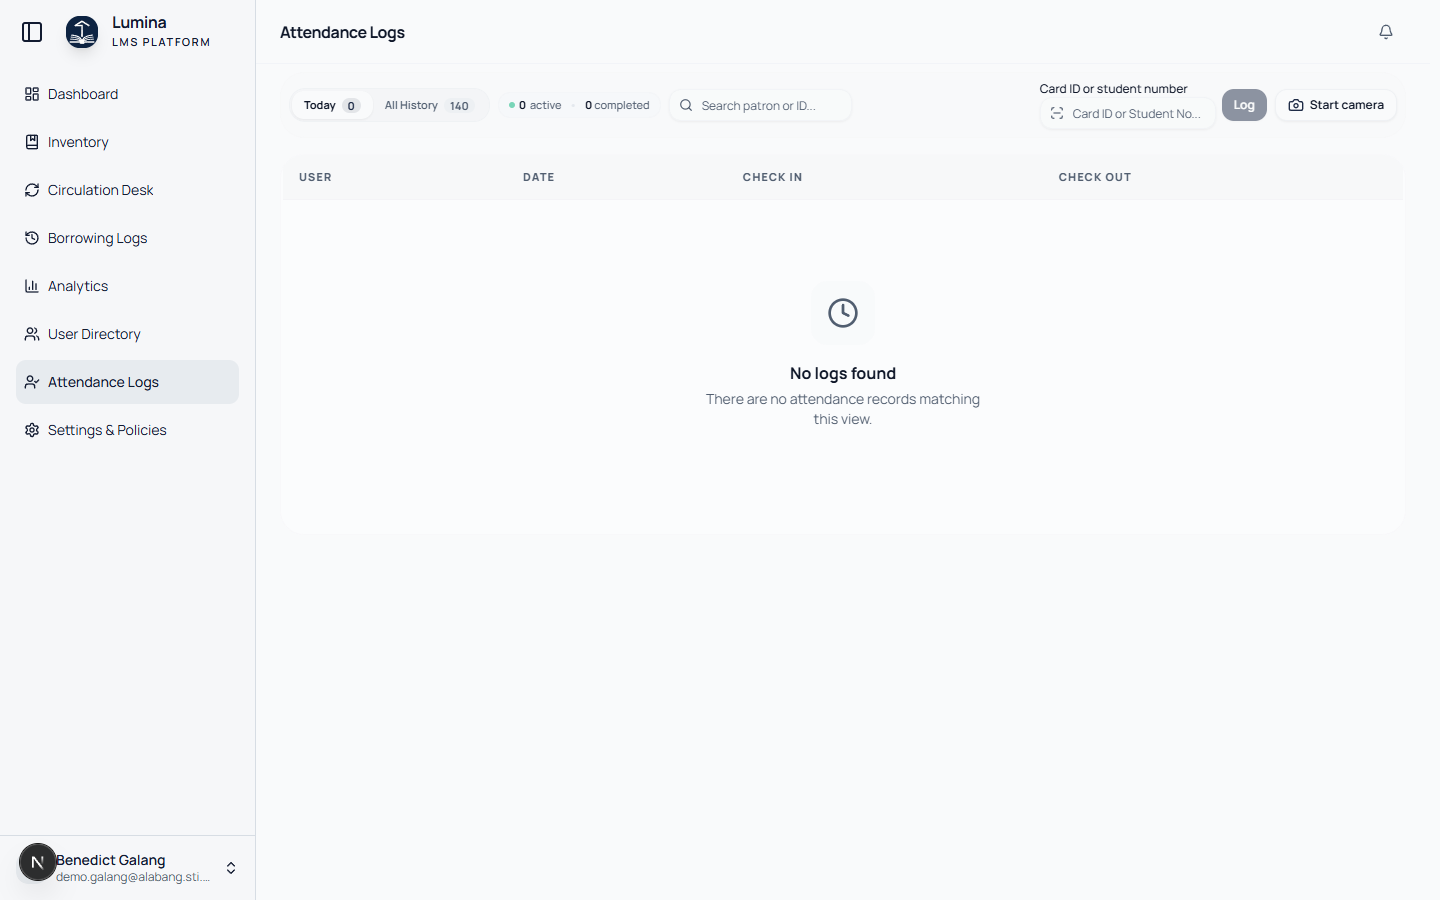 Lumina
LMS PLATFORM
Dashboard
Inventory
Circulation Desk
Borrowing Logs
Analytics
User Directory
Attendance Logs
Settings & Policies
N
Benedict Galang
demo.galang@alabang.sti....
Attendance Logs
Today 0
All History 140
0 active
0 completed
Search patron or ID...
Card ID or student number
Card ID or Student No...
Log
Start camera
USER DATE CHECK IN CHECK OUT
No logs found
There are no attendance records matching
this view.